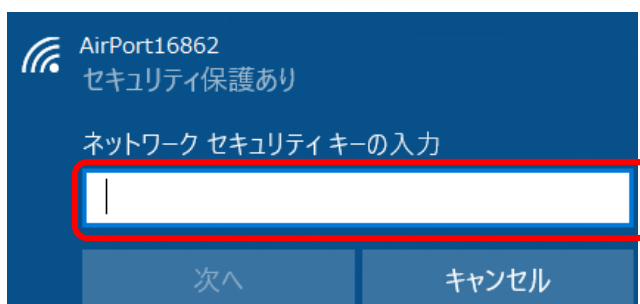 AirPort16862
セキュリティ保護あり
ネットワーク セキュリティ キーの入力
次へ
キャンセル